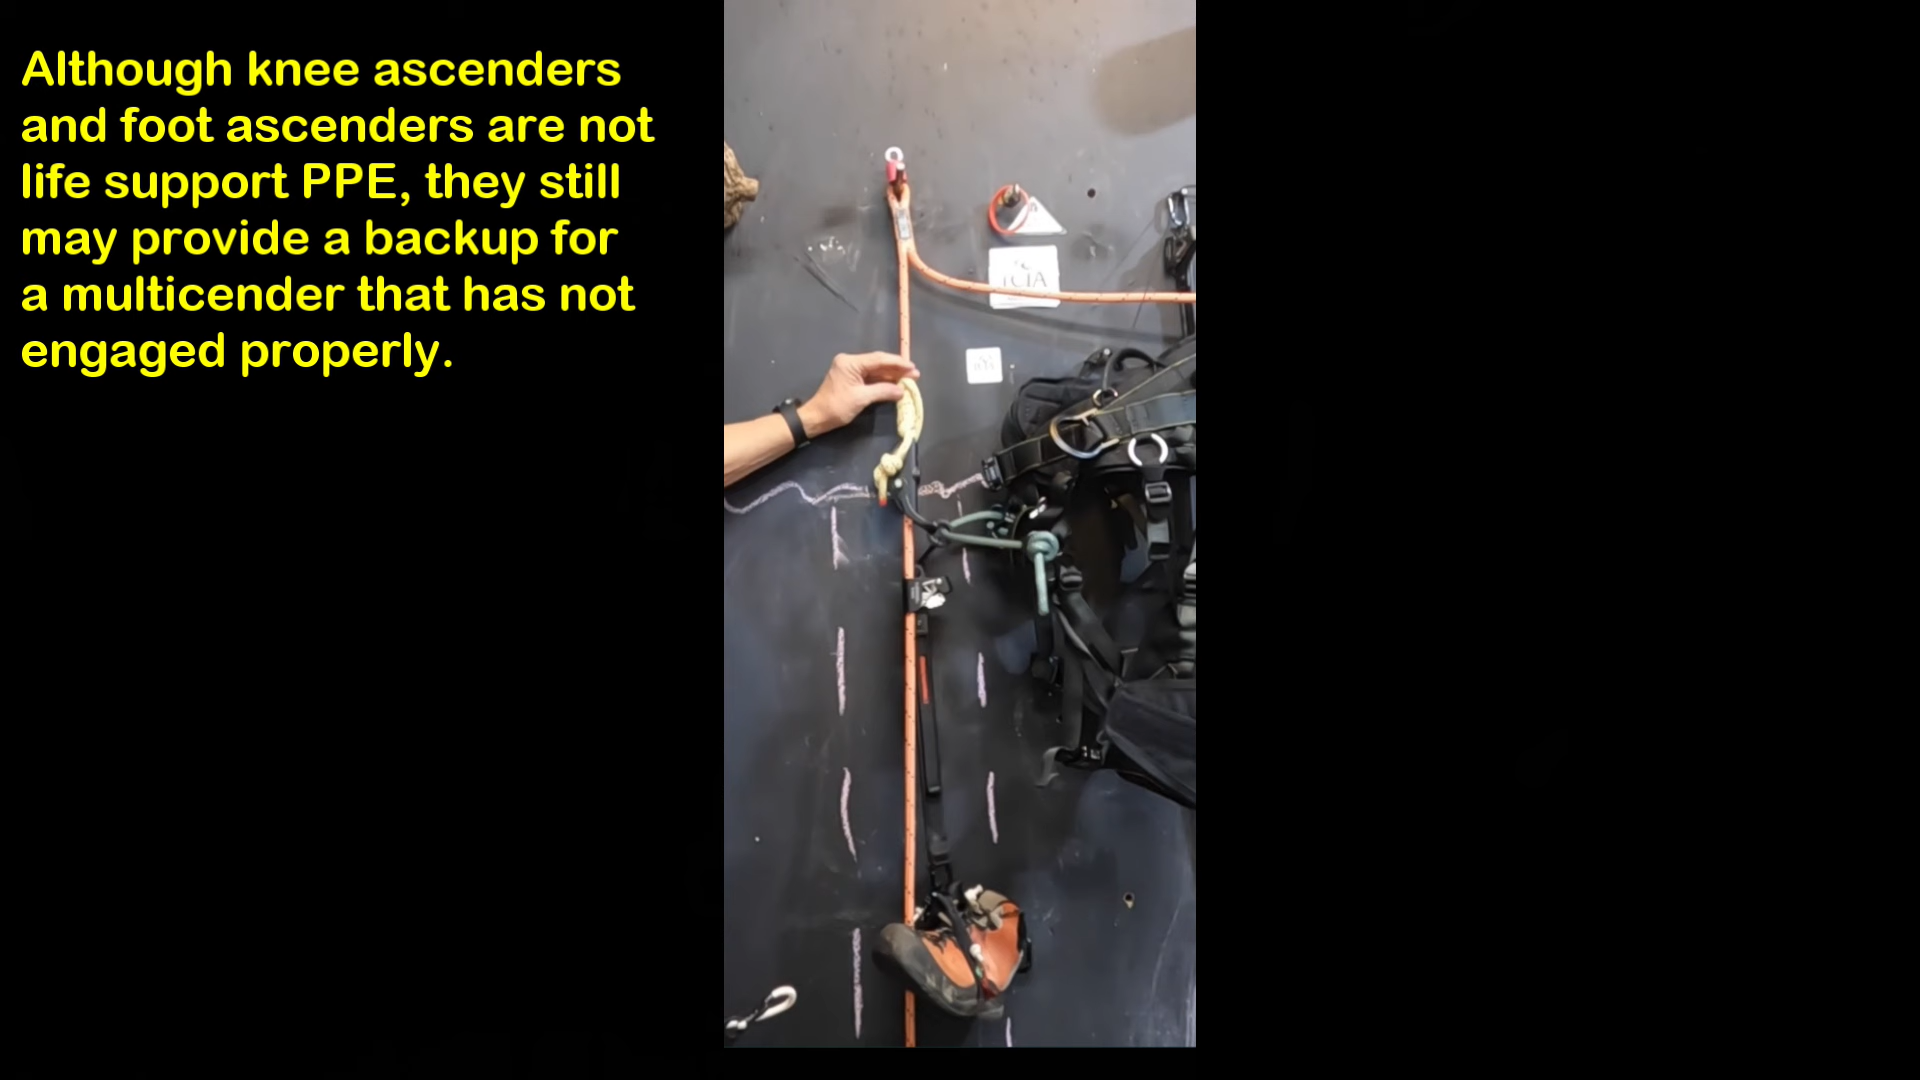 Although knee ascenders
and foot ascenders are not
life support PPE, they still
may provide a backup for
a multicender that has not
engaged properly.
TCIA